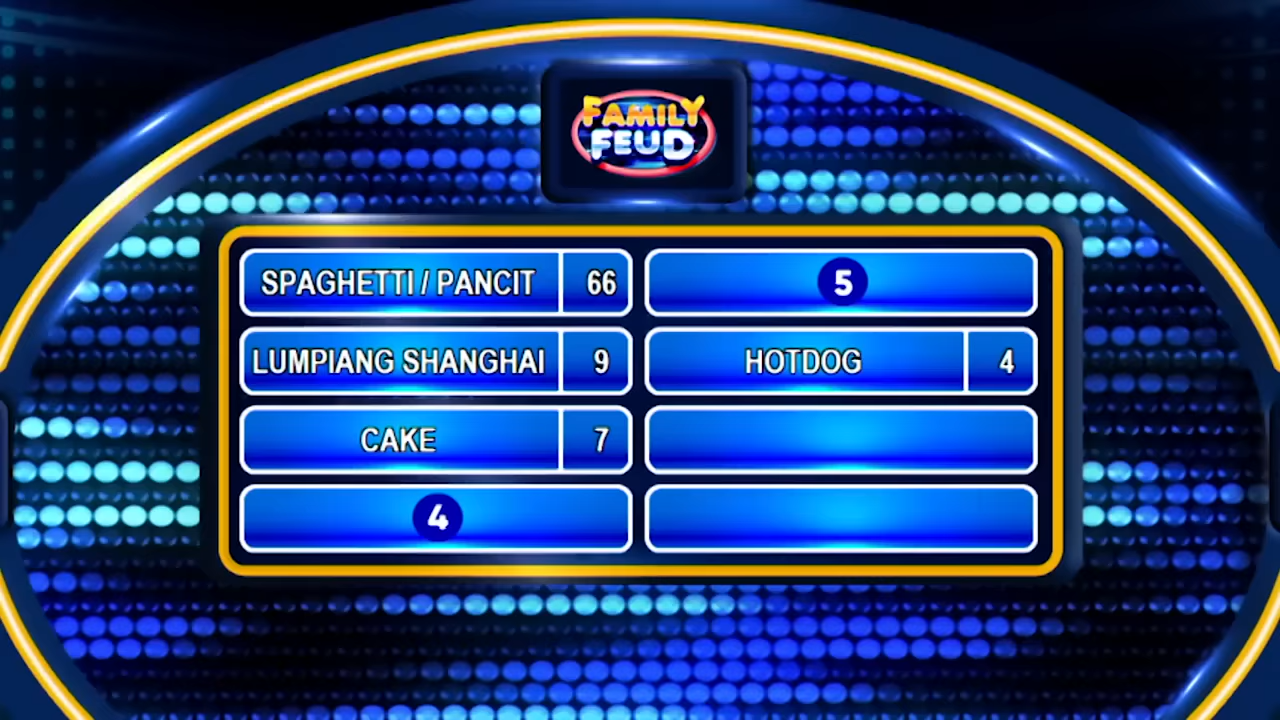 FAMILY
FEUD
SPAGHETTI / PANCIT 66
LUMPIANG SHANGHAI 9
CAKE 7
4
5
HOTDOG 4